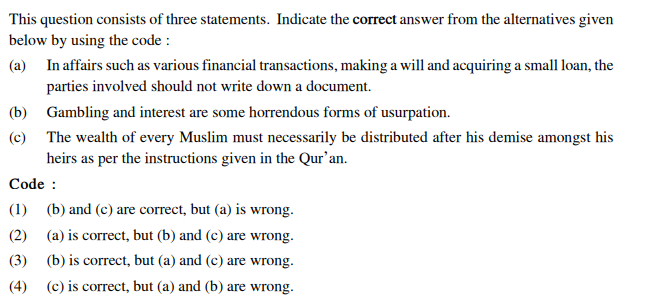 This question consists of three statements. Indicate the correct answer from the alternatives given
below by using the code :
(a) In affairs such as various financial transactions, making a will and acquiring a small loan, the
parties involved should not write down a document.
(b) Gambling and interest are some horrendous forms of usurpation.
(c) The wealth of every Muslim must necessarily be distributed after his demise amongst his
heirs as per the instructions given in the Qur’an.
Code :
(1) (b) and (c) are correct, but (a) is wrong.
(2) (a) is correct, but (b) and (c) are wrong.
(3) (b) is correct, but (a) and (c) are wrong.
(4) (c) is correct, but (a) and (b) are wrong.